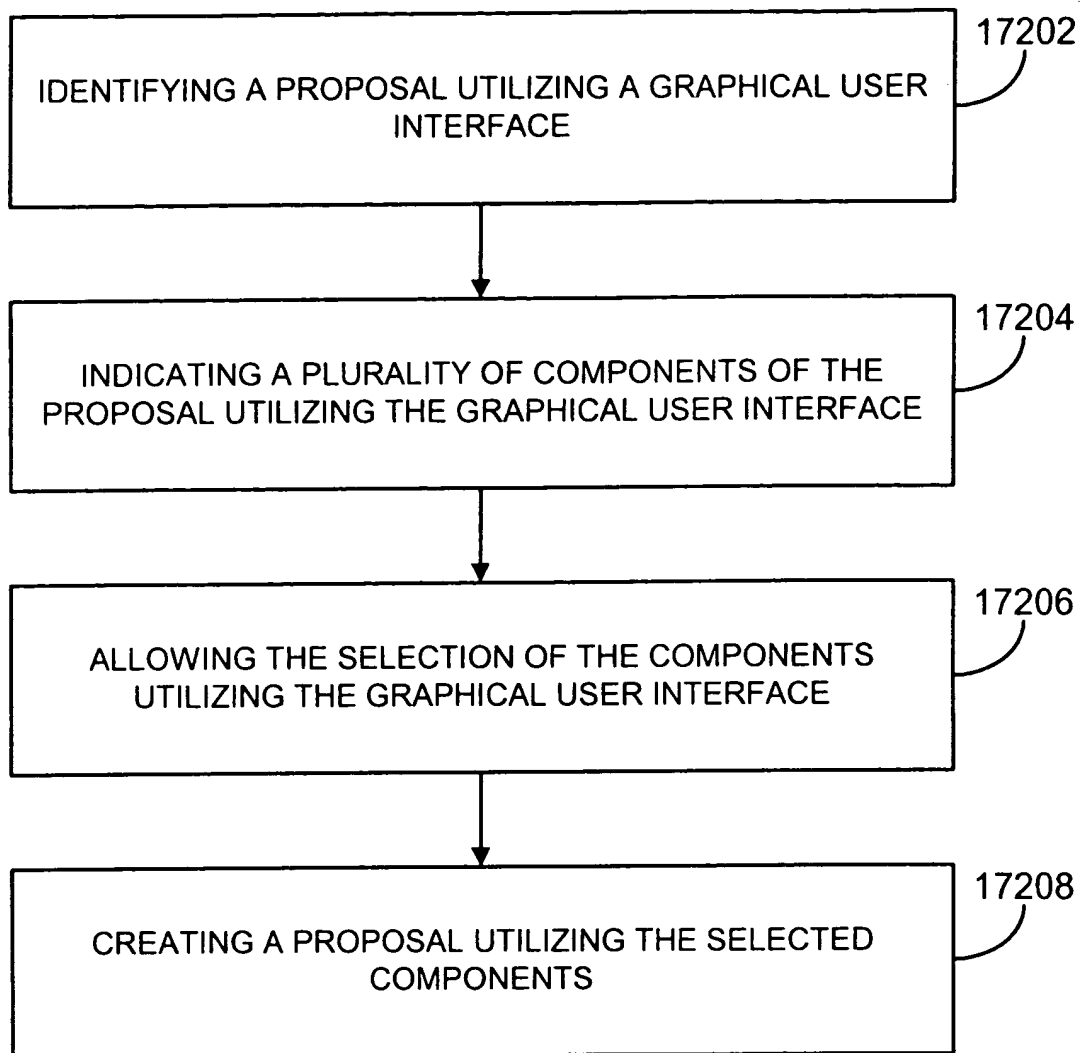 17202
IDENTIFYING A PROPOSAL UTILIZING A GRAPHICAL USER
INTERFACE
17204
INDICATING A PLURALITY OF COMPONENTS OF THE
PROPOSAL UTILIZING THE GRAPHICAL USER INTERFACE
17206
ALLOWING THE SELECTION OF THE COMPONENTS
UTILIZING THE GRAPHICAL USER INTERFACE
17208
CREATING A PROPOSAL UTILIZING THE SELECTED
COMPONENTS